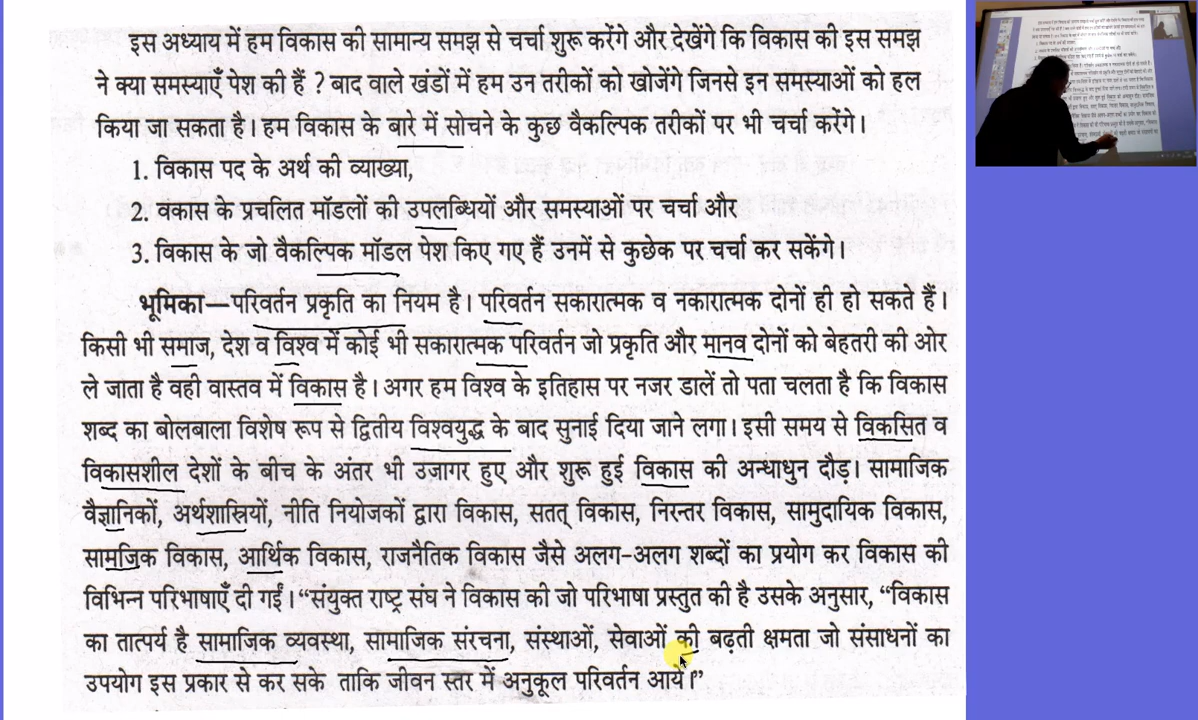 इस अध्याय में हम विकास की सामान्य समझ से चर्चा शुरू करेंगे और देखेंगे कि विकास की इस समझ
ने क्या समस्याएँ पेश की हैं ? बाद वाले खंडों में हम उन तरीकों को खोजेंगे जिनसे इन समस्याओं को हल
किया जा सकता है। हम विकास के बारे में सोचने के कुछ वैकल्पिक तरीकों पर भी चर्चा करेंगे।
1. विकास पद के अर्थ की व्याख्या,
2. वकास के प्रचलित मॉडलों की उपलब्धियों और समस्याओं पर चर्चा और
3. विकास के जो वैकल्पिक मॉडल पेश किए गए हैं उनमें से कुछेक पर चर्चा कर सकेंगे।
भूमिका—परिवर्तन प्रकृति का नियम है। परिवर्तन सकारात्मक व नकारात्मक दोनों ही हो सकते हैं।
किसी भी समाज, देश व विश्व में कोई भी सकारात्मक परिवर्तन जो प्रकृति और मानव दोनों को बेहतरी की ओर
ले जाता है वही वास्तव में विकास है। अगर हम विश्व के इतिहास पर नजर डालें तो पता चलता है कि विकास
शब्द का बोलबाला विशेष रूप से द्वितीय विश्वयुद्ध के बाद सुनाई दिया जाने लगा। इसी समय से विकसित व
विकासशील देशों के बीच के अंतर भी उजागर हुए और शुरू हुई विकास की अन्धाधुन दौड़। सामाजिक
वैज्ञानिकों, अर्थशास्त्रियों, नीति नियोजकों द्वारा विकास, सतत् विकास, निरन्तर विकास, सामुदायिक विकास,
सामजिक विकास, आर्थिक विकास, राजनैतिक विकास जैसे अलग-अलग शब्दों का प्रयोग कर विकास की
विभिन्न परिभाषाएँ दी गईं। “संयुक्त राष्ट्र संघ ने विकास की जो परिभाषा प्रस्तुत की है उसके अनुसार, “विकास
का तात्पर्य है सामाजिक व्यवस्था, सामाजिक संरचना, संस्थाओं, सेवाओं की बढ़ती क्षमता जो संसाधनों का
उपयोग इस प्रकार से कर सके ताकि जीवन स्तर में अनुकूल परिवर्तन आये।”